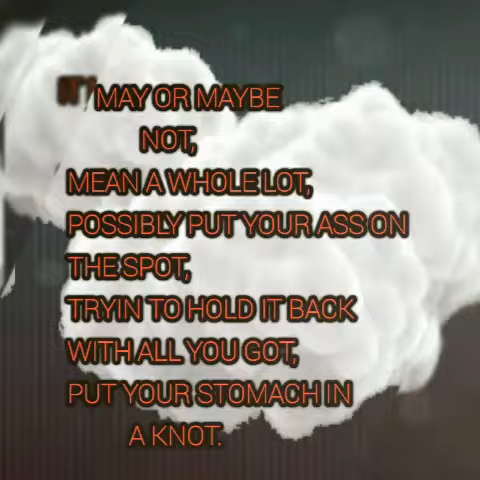 MAY OR MAYBE
NOT,
MEAN A WHOLE LOT,
POSSIBLY PUT YOUR ASS ON
THE SPOT,
TRYIN TO HOLD IT BACK
WITH ALL YOU GOT,
PUT YOUR STOMACH IN
A KNOT.